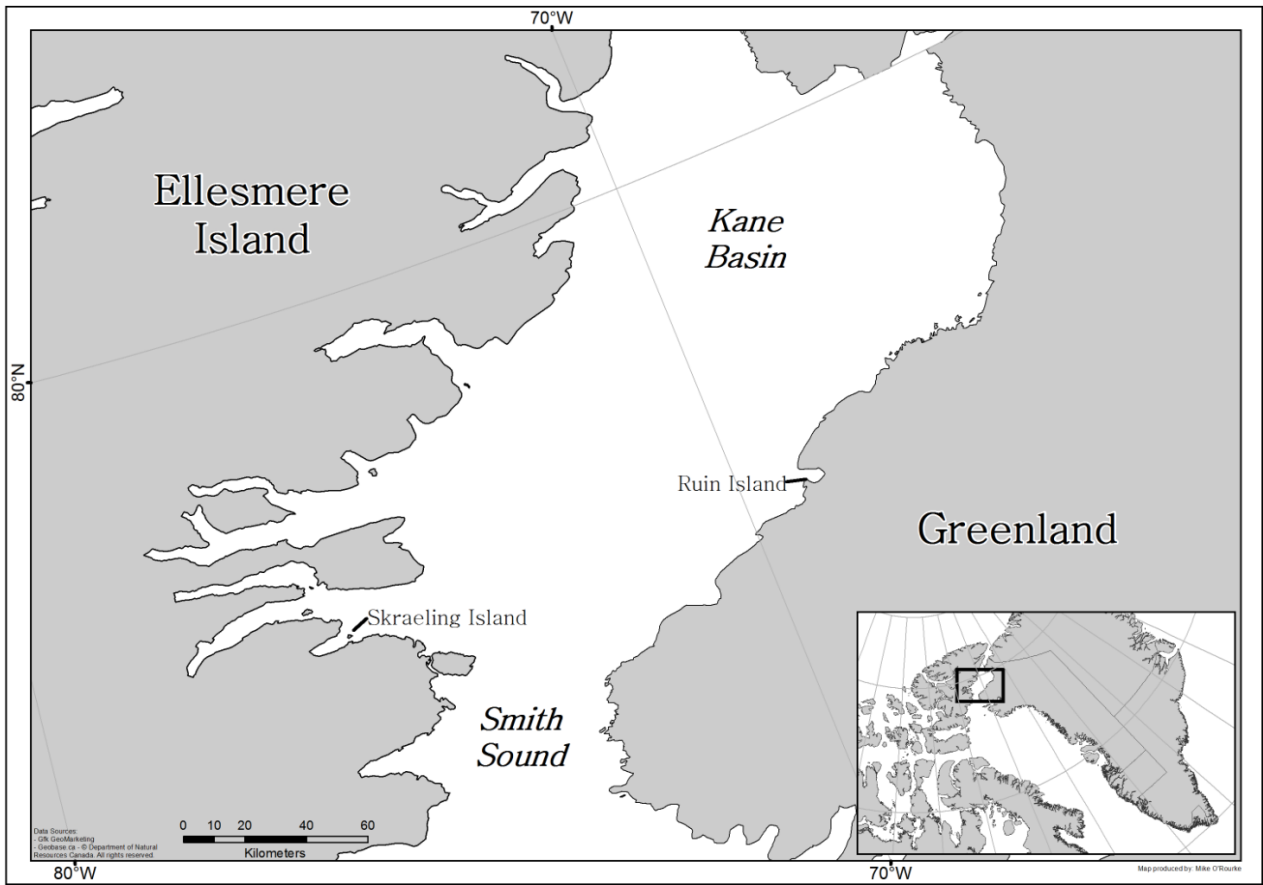 70°W
Ellesmere
Island
Kane
Basin
80°N
Ruin Island
Greenland
Skraeling Island
Smith
Sound
0 10 20 40 60
Kilometers
Data Sources:
- Gfk GeoMarketing
- Geobase.ca - © Department of Natural
Resources Canada. All rights reserved.
80°W
70°W
Map produced by: Mike O'Rourke